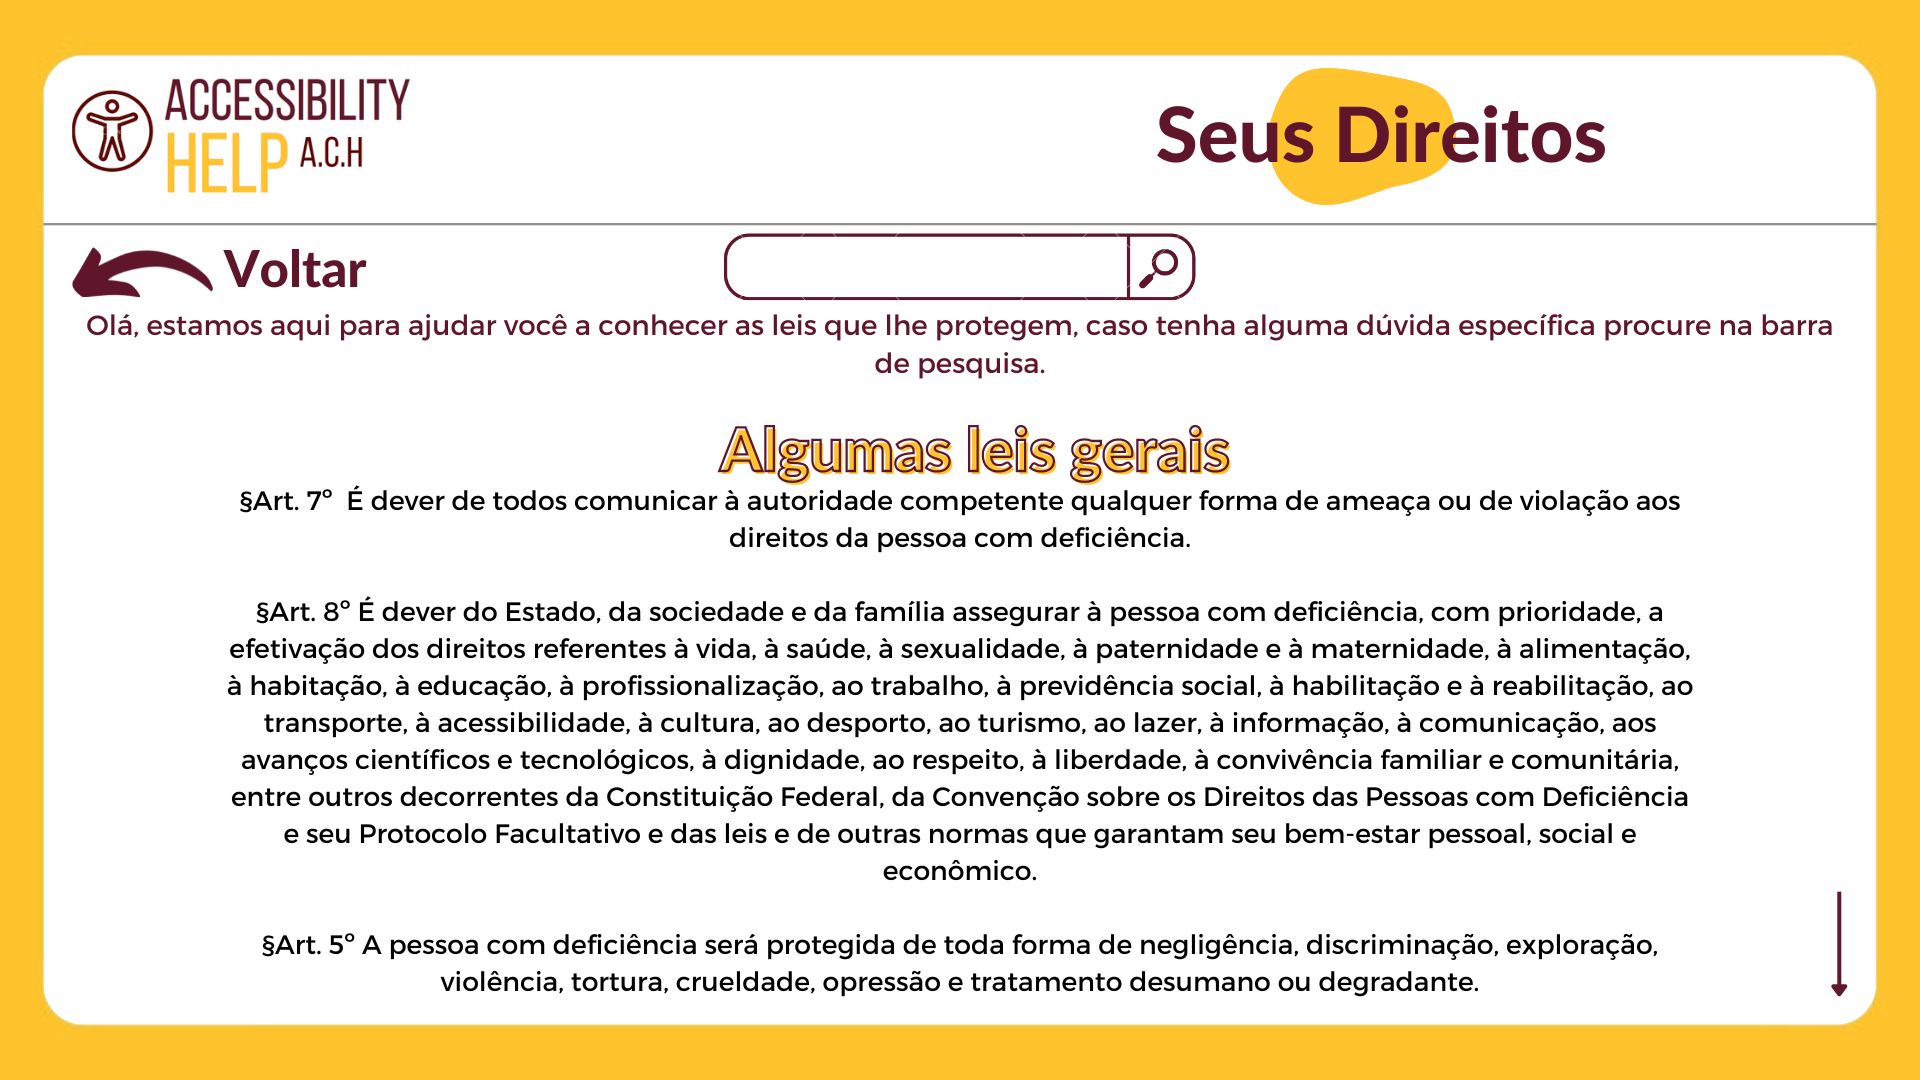 ACCESSIBILITY
HELP A.C.H
Seus Direitos
Voltar
Olá, estamos aqui para ajudar você a conhecer as leis que lhe protegem, caso tenha alguma dúvida específica procure na barra
de pesquisa.
Algumas leis gerais
§Art. 7º  É dever de todos comunicar à autoridade competente qualquer forma de ameaça ou de violação aos
direitos da pessoa com deficiência.
§Art. 8º É dever do Estado, da sociedade e da família assegurar à pessoa com deficiência, com prioridade, a
efetivação dos direitos referentes à vida, à saúde, à sexualidade, à paternidade e à maternidade, à alimentação,
à habitação, à educação, à profissionalização, ao trabalho, à previdência social, à habilitação e à reabilitação, ao
transporte, à acessibilidade, à cultura, ao desporto, ao turismo, ao lazer, à informação, à comunicação, aos
avanços científicos e tecnológicos, à dignidade, ao respeito, à liberdade, à convivência familiar e comunitária,
entre outros decorrentes da Constituição Federal, da Convenção sobre os Direitos das Pessoas com Deficiência
e seu Protocolo Facultativo e das leis e de outras normas que garantam seu bem-estar pessoal, social e
econômico.
§Art. 5º A pessoa com deficiência será protegida de toda forma de negligência, discriminação, exploração,
violência, tortura, crueldade, opressão e tratamento desumano ou degradante.